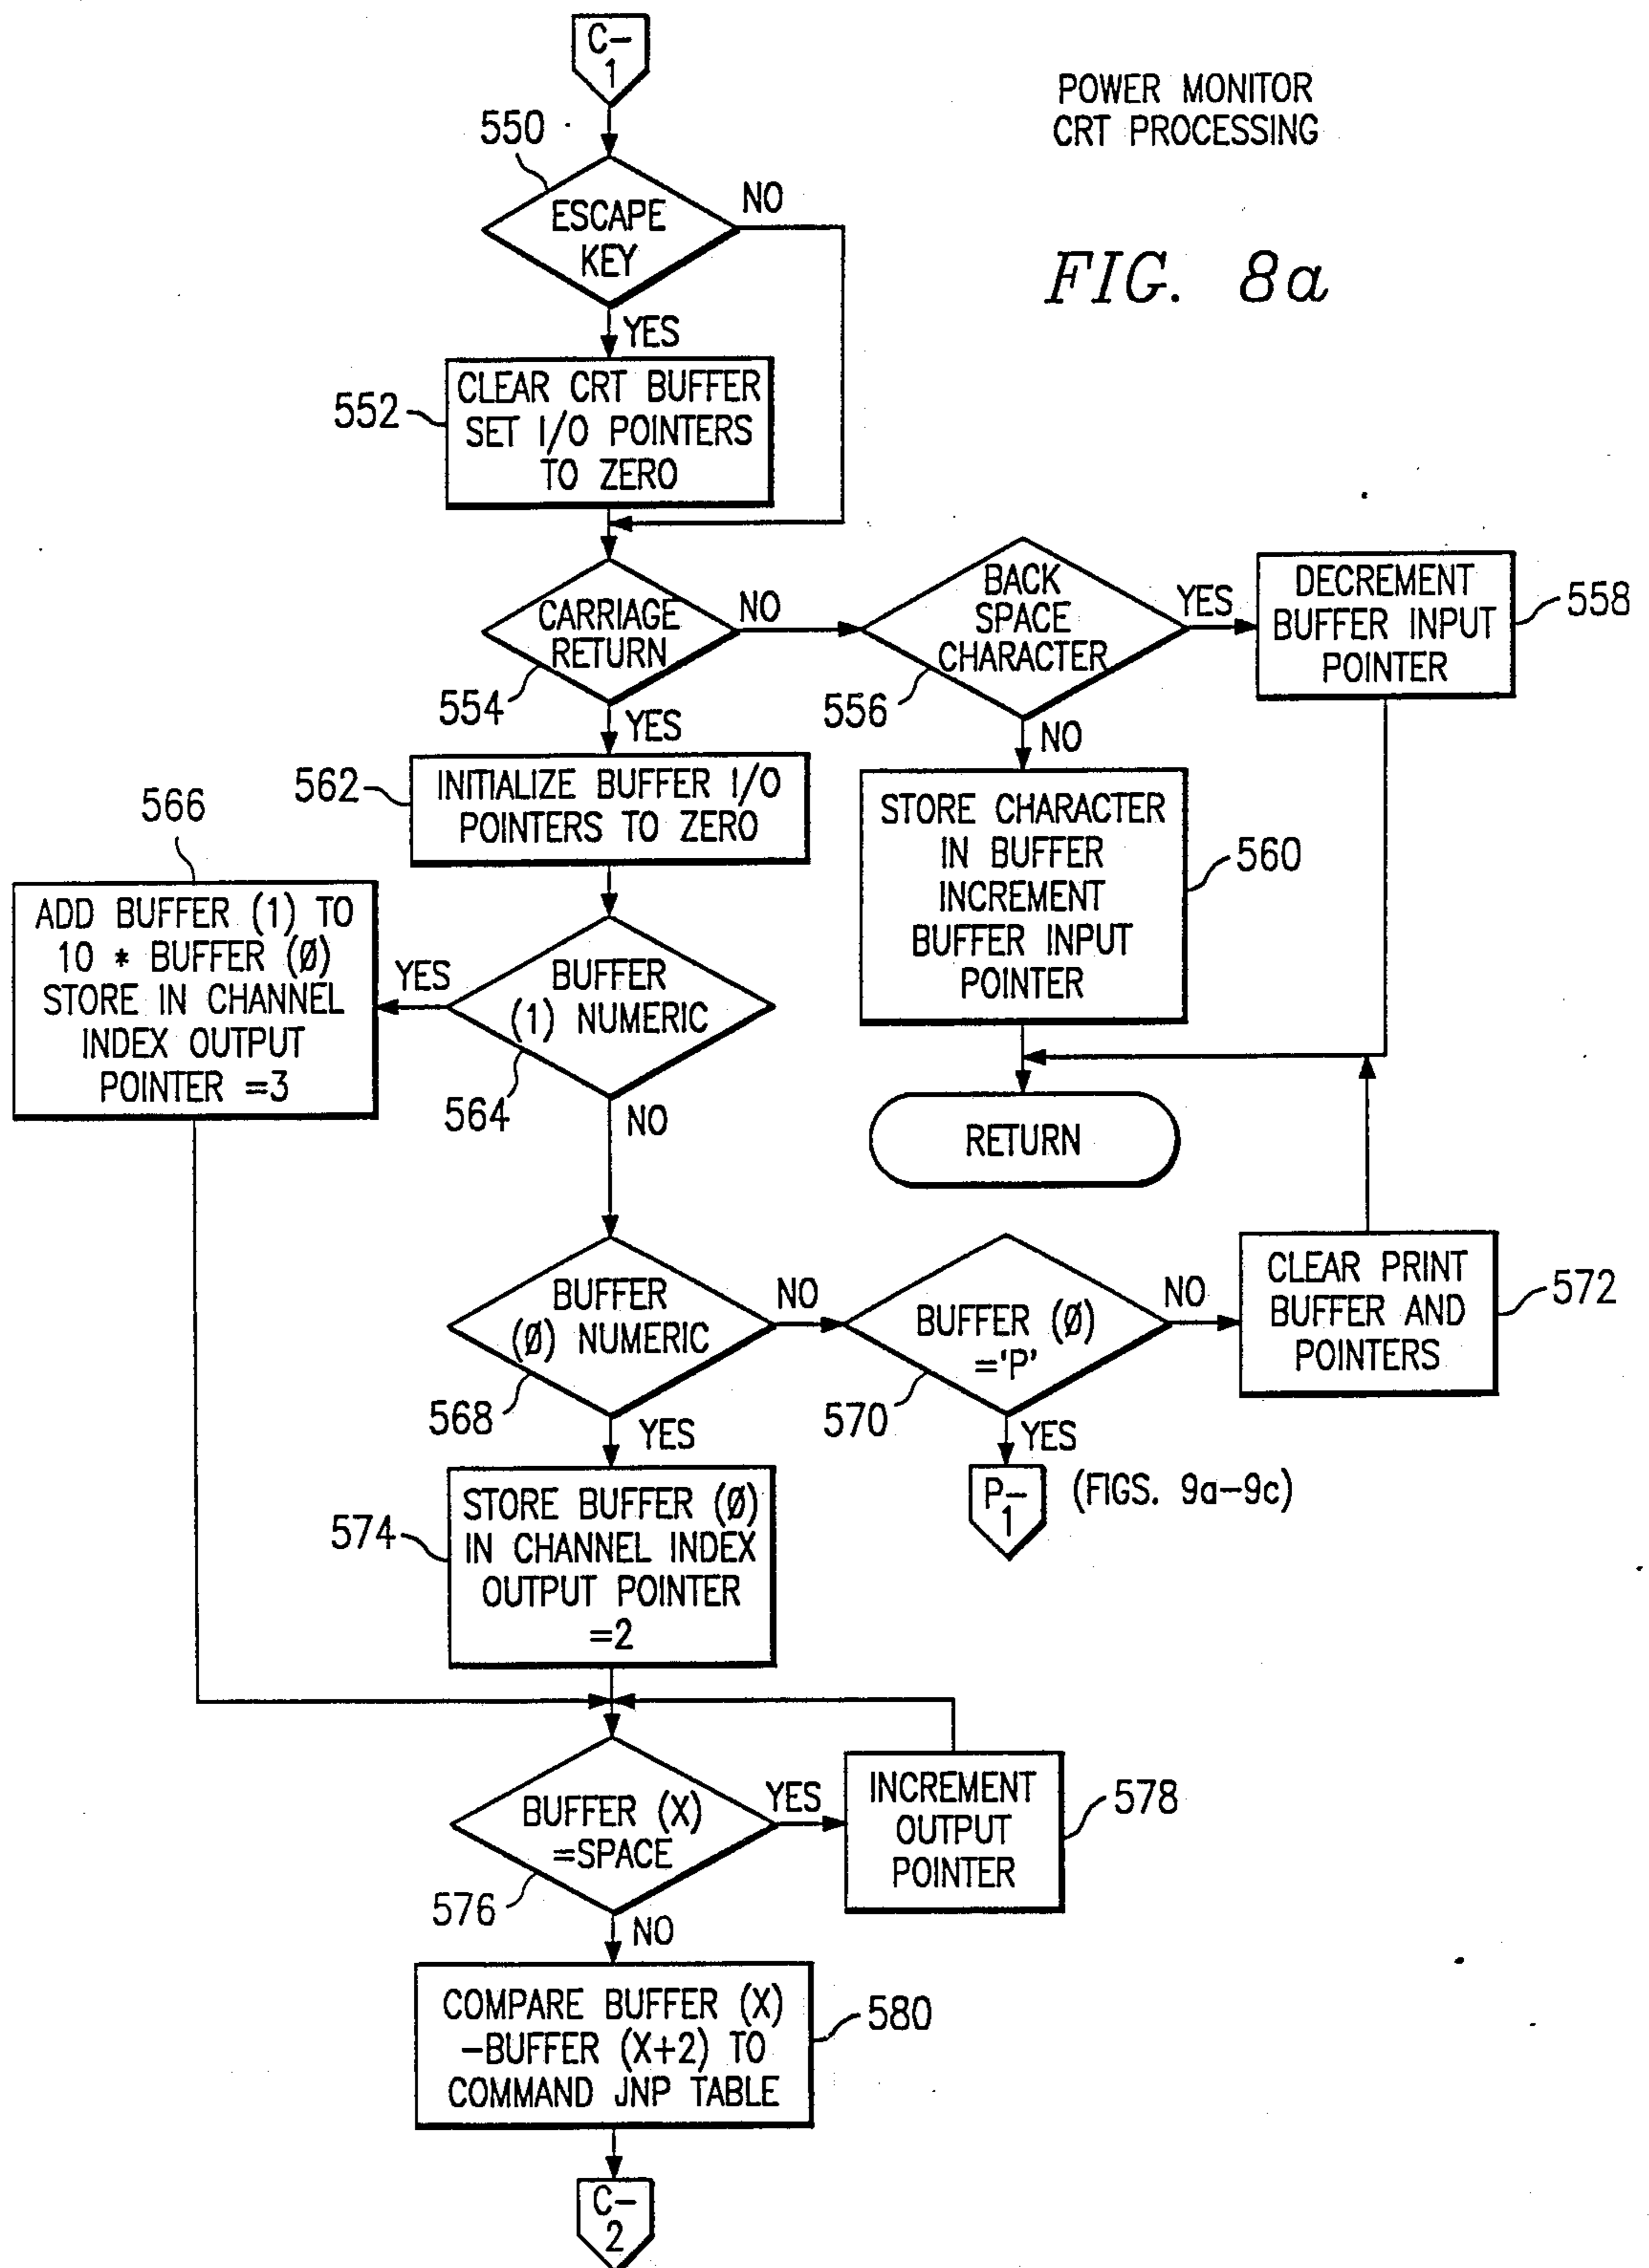 C-
1
POWER MONITOR
CRT PROCESSING
FIG. 8a
550
ESCAPE
KEY
NO
YES
552
CLEAR CRT BUFFER
SET I/O POINTERS
TO ZERO
CARRIAGE
RETURN
554
NO
YES
BACK
SPACE
CHARACTER
556
YES
NO
DECREMENT
BUFFER INPUT
POINTER
558
562
INITIALIZE BUFFER I/O
POINTERS TO ZERO
STORE CHARACTER
IN BUFFER
INCREMENT
BUFFER INPUT
POINTER
560
566
ADD BUFFER (1) TO
10 * BUFFER (Ø)
STORE IN CHANNEL
INDEX OUTPUT
POINTER =3
YES
BUFFER
(1) NUMERIC
564
NO
RETURN
BUFFER
(Ø) NUMERIC
568
NO
YES
BUFFER (Ø)
='P'
570
NO
YES
CLEAR PRINT
BUFFER AND
POINTERS
572
P-
1
(FIGS. 9a-9c)
574
STORE BUFFER (Ø)
IN CHANNEL INDEX
OUTPUT POINTER
=2
BUFFER (X)
=SPACE
576
YES
NO
INCREMENT
OUTPUT
POINTER
578
COMPARE BUFFER (X)
-BUFFER (X+2) TO
COMMAND JNP TABLE
580
C-
2